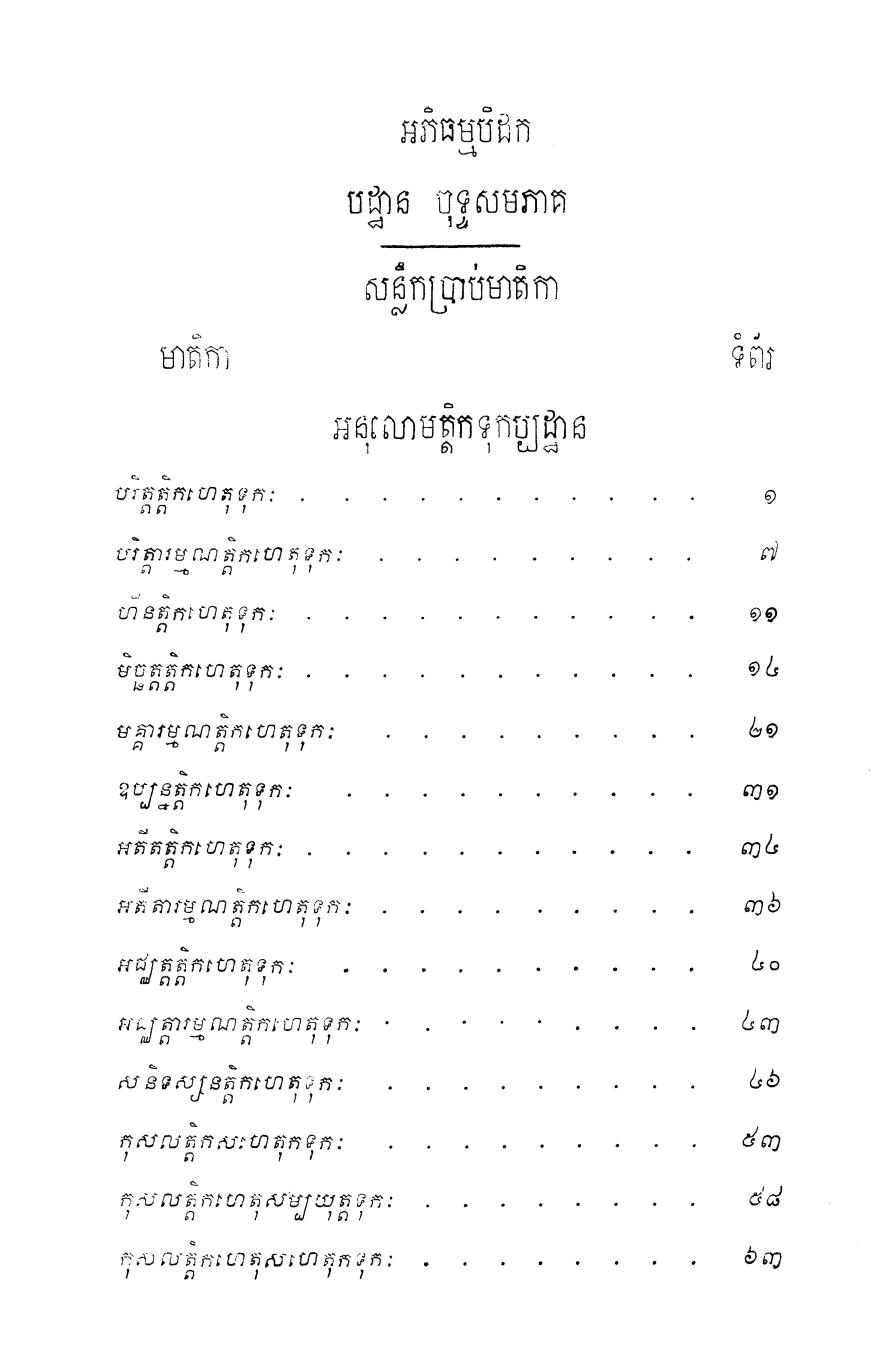 អភិធម្មបិដក
បដ្ឋាន ចុទ្ទសមភាគ
សន្លឹកប្រាប់មាតិកា
មាតិកា ទំព័រ
អនុលោមត្តិកទុកប្បដ្ឋាន
បរិត្តត្តិកហេតុទុកៈ . . . . . . . . . . . ១
បរិត្តារម្មណត្តិកហេតុទុកៈ . . . . . . . . . ៧
ហីនត្តិកហេតុទុកៈ . . . . . . . . . . . ១១
មិច្ឆត្តត្តិកហេតុទុកៈ . . . . . . . . . . . ១៤
មគ្គារម្មណត្តិកហេតុទុកៈ . . . . . . . . . ២១
ឧប្បន្នត្តិកហេតុទុកៈ . . . . . . . . . . ៣១
អតីតត្តិកហេតុទុកៈ . . . . . . . . . . . ៣៤
អតីតារម្មណត្តិកហេតុទុកៈ . . . . . . . . . ៣៦
អជ្ឈត្តត្តិកហេតុទុកៈ . . . . . . . . . . ៤០
អជ្ឈត្តារម្មណត្តិកហេតុទុកៈ . . . . . . . . . ៤៣
សនិទស្សនត្តិកហេតុទុកៈ . . . . . . . . . ៤៦
កុសលត្តិកសហេតុកទុកៈ . . . . . . . . . ៥៣
កុសលត្តិកហេតុសម្បយុត្តទុកៈ . . . . . . . . ៥៨
កុសលត្តិកហេតុសហេតុកទុកៈ . . . . . . . . ៦៣